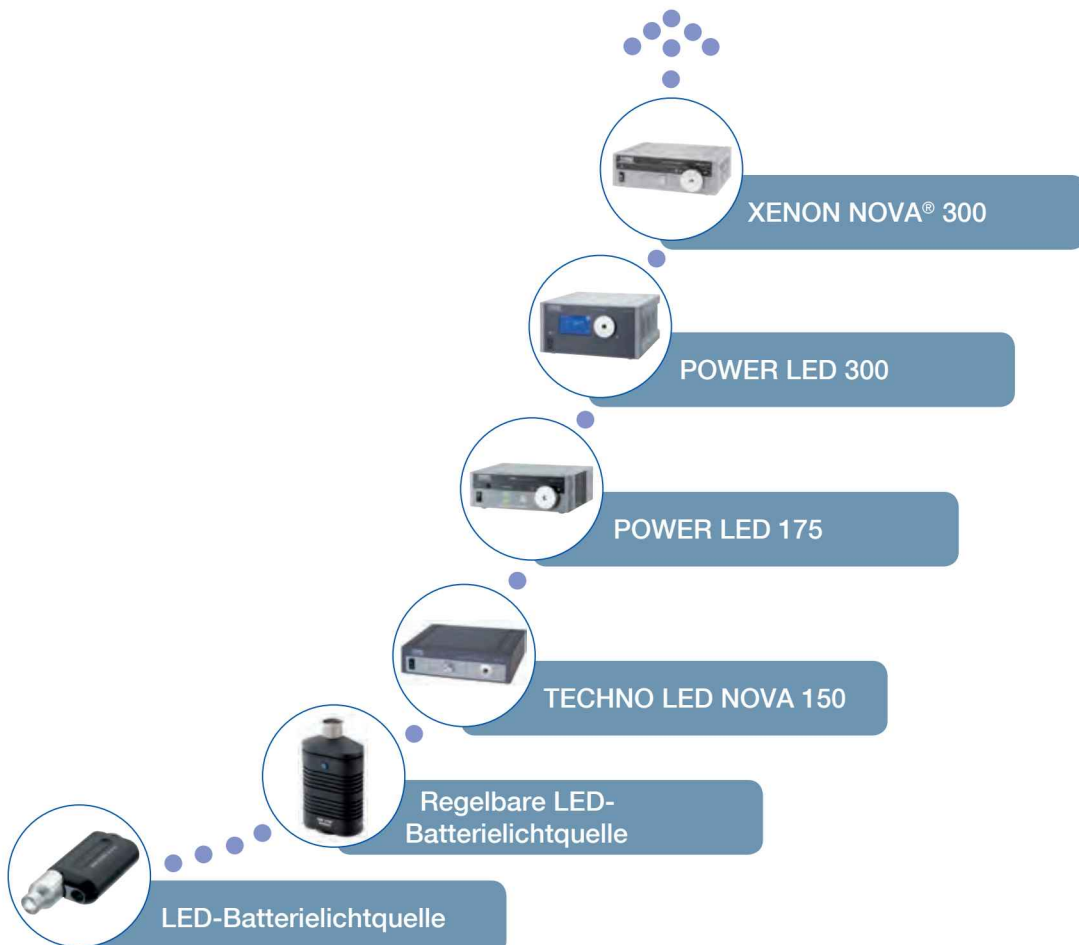 XENON NOVA® 300
POWER LED 300
POWER LED 175
TECHNO LED NOVA 150
Regelbare LED-
Batterielichtquelle
LED-Batterielichtquelle